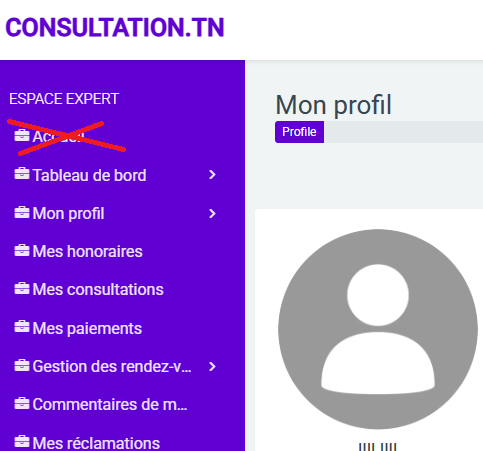 CONSULTATION.TN
ESPACE EXPERT
Accueil
Tableau de bord
Mon profil
Mes honoraires
Mes consultations
Mes paiements
Gestion des rendez-v...
Commentaires de m...
Mes réclamations
Mon profil
Profile